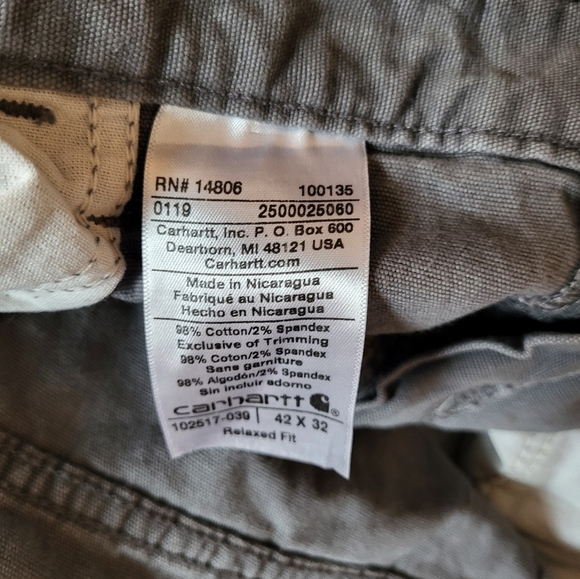 RN# 14806 100135
0119 2500025060
Carhartt, Inc. P. O. Box 600
Dearborn, MI 48121 USA
Carhartt.com
Made in Nicaragua
Fabriqué au Nicaragua
Hecho en Nicaragua
98% Cotton/2% Spandex
Exclusive of Trimming
98% Coton/2% Spandex
Sans garniture
98% Algodón/2% Spandex
Sin incluir adorno
carhartt ®
102517-039 42 X 32
Relaxed Fit